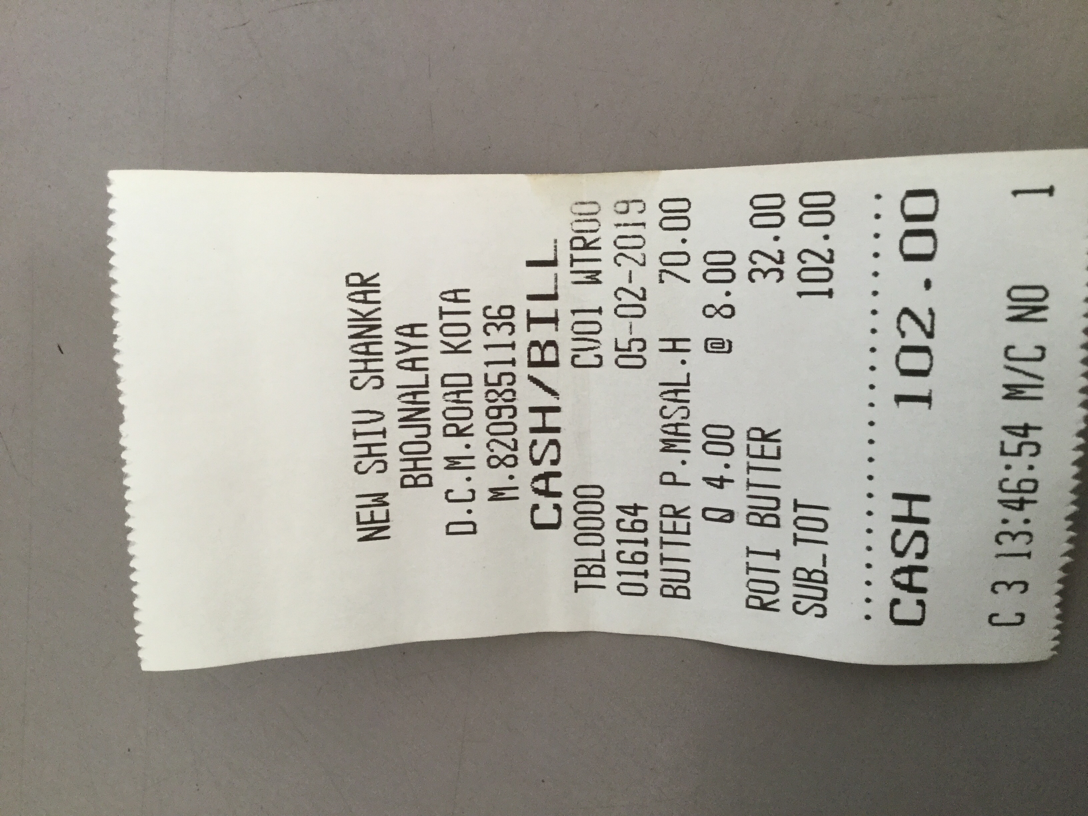 NEW SHIV SHANKAR
BHOJNALAYA
D.C.M.ROAD KOTA
M.8209851136
CASH/BILL
TBL0000 CV01 WTR00
016164 05-02-2019
BUTTER P.MASAL.H 70.00
Q 4.00 @ 8.00
ROTI BUTTER 32.00
SUB_TOT 102.00
..............................
CASH 102.00
C 3 13:46:54 M/C NO 1